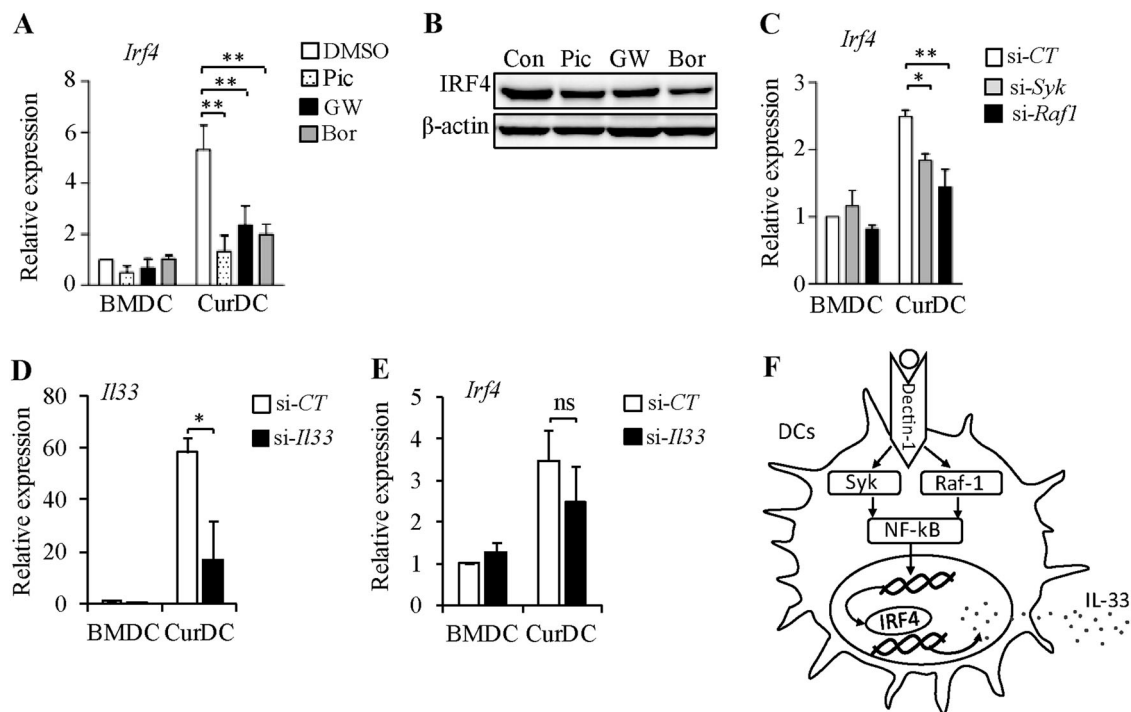 A
Irf4
Relative expression
8
6
4
2
0
**
**
**
BMDC
CurDC
DMSO
Pic
GW
Bor
B
Con Pic GW Bor
IRF4
β-actin
C
Irf4
Relative expression
3
2
1
0
**
*
BMDC
CurDC
si-CT
si-Syk
si-Raf1
D
Il33
Relative expression
80
60
40
20
0
*
BMDC CurDC
si-CT
si-Il33
E
Irf4
Relative expression
5
4
3
2
1
0
ns
BMDC CurDC
si-CT
si-Il33
F
DCs
Dectin-1
Syk
Raf-1
NF-kB
IRF4
IL-33